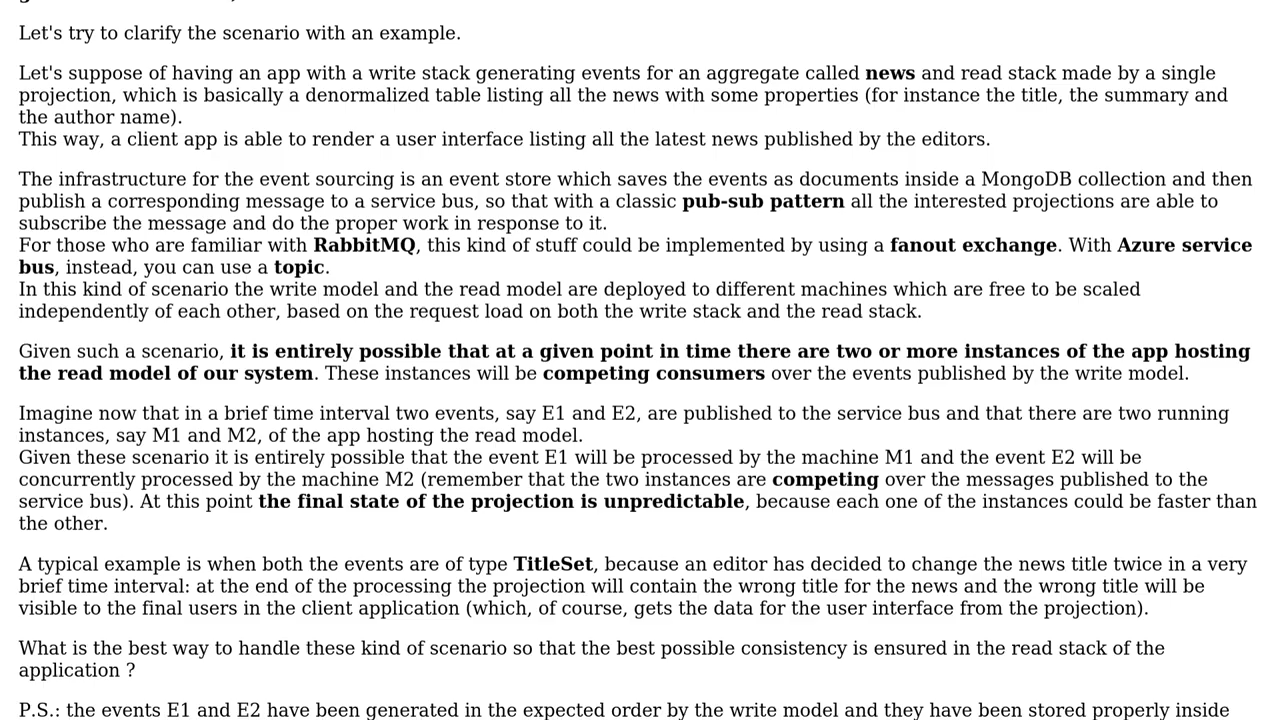 Let's try to clarify the scenario with an example.
Let's suppose of having an app with a write stack generating events for an aggregate called news and read stack made by a single
projection, which is basically a denormalized table listing all the news with some properties (for instance the title, the summary and
the author name).
This way, a client app is able to render a user interface listing all the latest news published by the editors.
The infrastructure for the event sourcing is an event store which saves the events as documents inside a MongoDB collection and then
publish a corresponding message to a service bus, so that with a classic pub-sub pattern all the interested projections are able to
subscribe the message and do the proper work in response to it.
For those who are familiar with RabbitMQ, this kind of stuff could be implemented by using a fanout exchange. With Azure service
bus, instead, you can use a topic.
In this kind of scenario the write model and the read model are deployed to different machines which are free to be scaled
independently of each other, based on the request load on both the write stack and the read stack.
Given such a scenario, it is entirely possible that at a given point in time there are two or more instances of the app hosting
the read model of our system. These instances will be competing consumers over the events published by the write model.
Imagine now that in a brief time interval two events, say E1 and E2, are published to the service bus and that there are two running
instances, say M1 and M2, of the app hosting the read model.
Given these scenario it is entirely possible that the event E1 will be processed by the machine M1 and the event E2 will be
concurrently processed by the machine M2 (remember that the two instances are competing over the messages published to the
service bus). At this point the final state of the projection is unpredictable, because each one of the instances could be faster than
the other.
A typical example is when both the events are of type TitleSet, because an editor has decided to change the news title twice in a very
brief time interval: at the end of the processing the projection will contain the wrong title for the news and the wrong title will be
visible to the final users in the client application (which, of course, gets the data for the user interface from the projection).
What is the best way to handle these kind of scenario so that the best possible consistency is ensured in the read stack of the
application ?
P.S.: the events E1 and E2 have been generated in the expected order by the write model and they have been stored properly inside